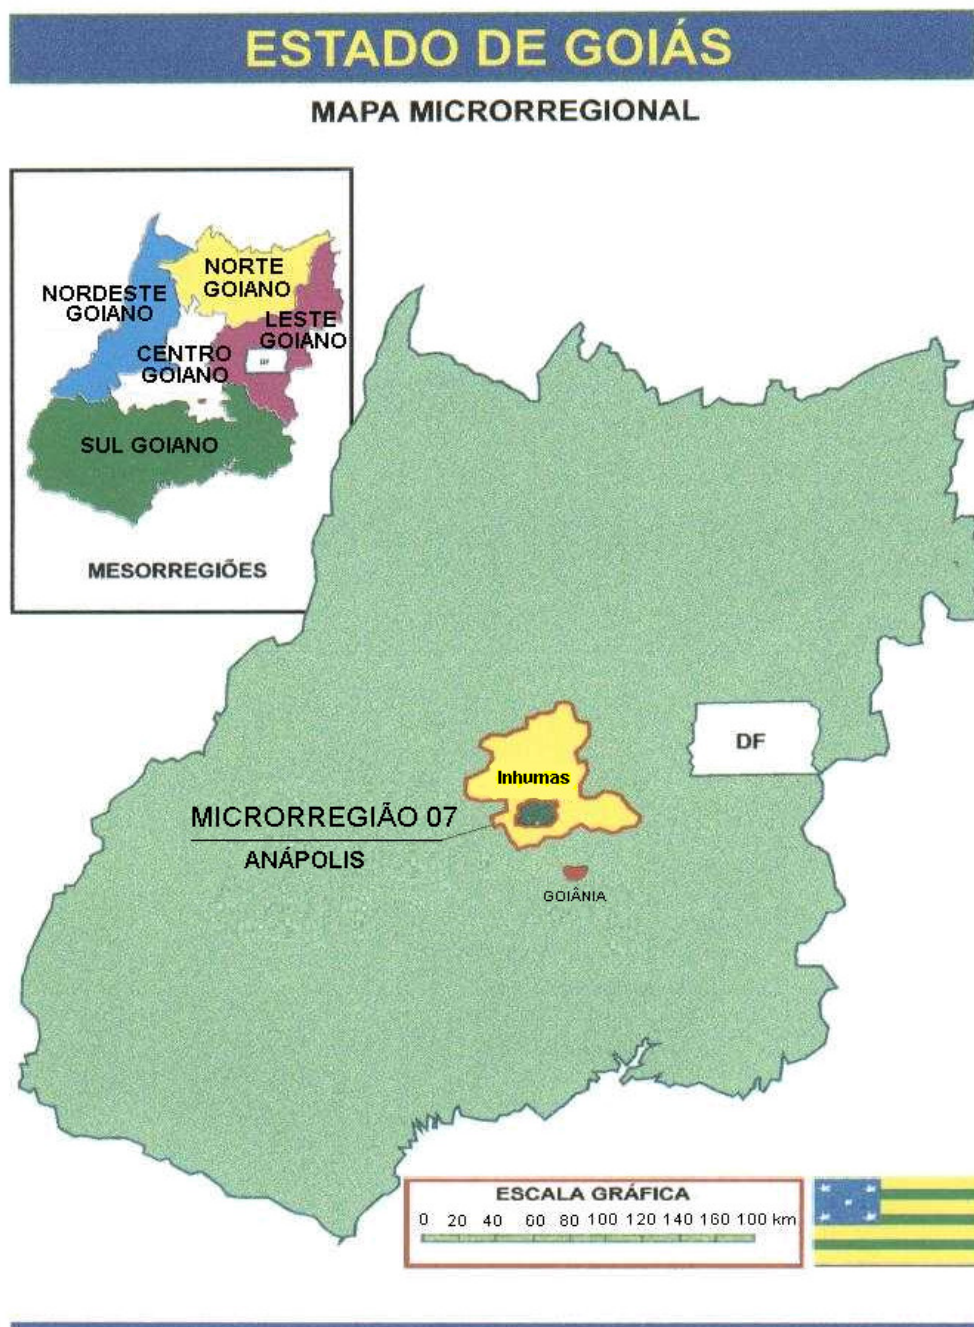 ESTADO DE GOIÁS
MAPA MICRORREGIONAL
NORDESTE
GOIANO
NORTE
GOIANO
LESTE
GOIANO
CENTRO
GOIANO
DF
SUL GOIANO
MESORREGIÕES
DF
Inhumas
MICRORREGIÃO 07
ANÁPOLIS
GOIÂNIA
ESCALA GRÁFICA
0 20 40 60 80 100 120 140 160 100 km